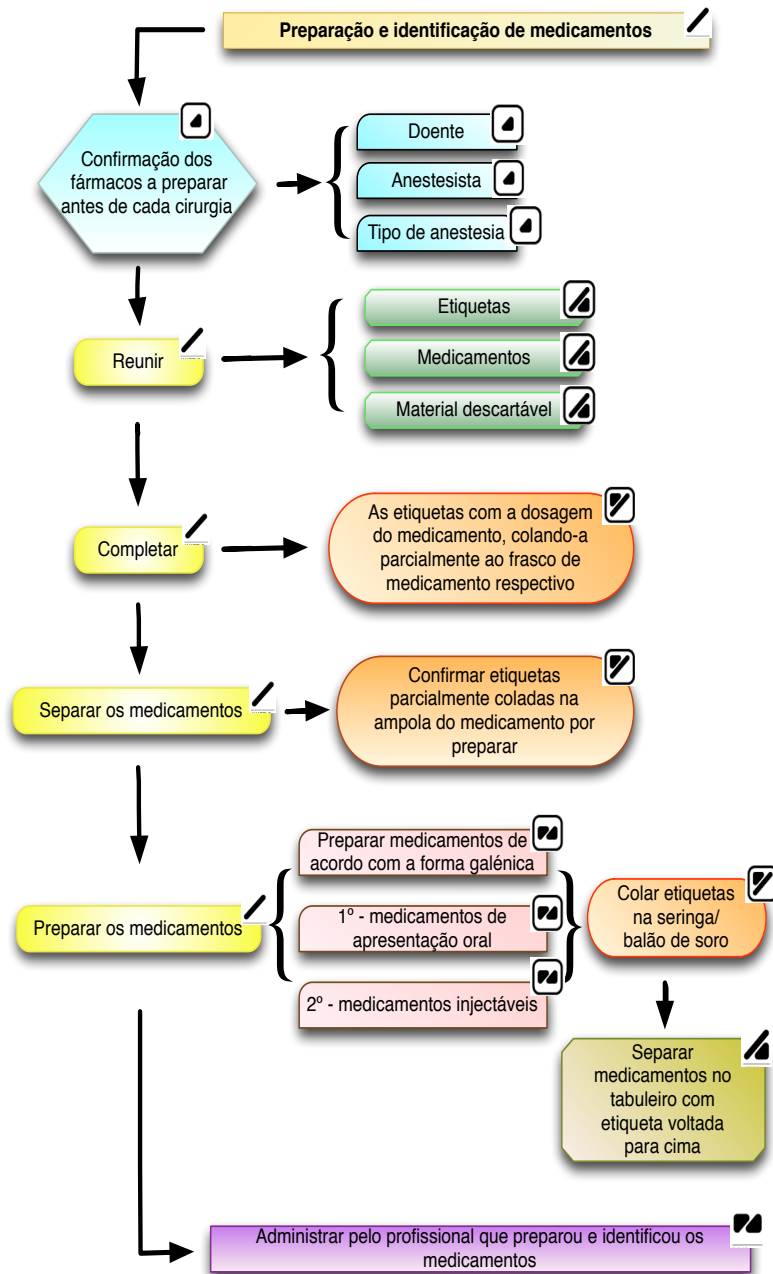 Preparação e identificação de medicamentos
Confirmação dos
fármacos a preparar
antes de cada cirurgia
Doente
Anestesista
Tipo de anestesia
Reunir
Etiquetas
Medicamentos
Material descartável
Completar
As etiquetas com a dosagem
do medicamento, colando-a
parcialmente ao frasco de
medicamento respectivo
Separar os medicamentos
Confirmar etiquetas
parcialmente coladas na
ampola do medicamento por
preparar
Preparar os medicamentos
Preparar medicamentos de
acordo com a forma galénica
1º - medicamentos de
apresentação oral
2º - medicamentos injectáveis
Colar etiquetas
na seringa/
balão de soro
Separar
medicamentos no
tabuleiro com
etiqueta voltada
para cima
Administrar pelo profissional que preparou e identificou os
medicamentos